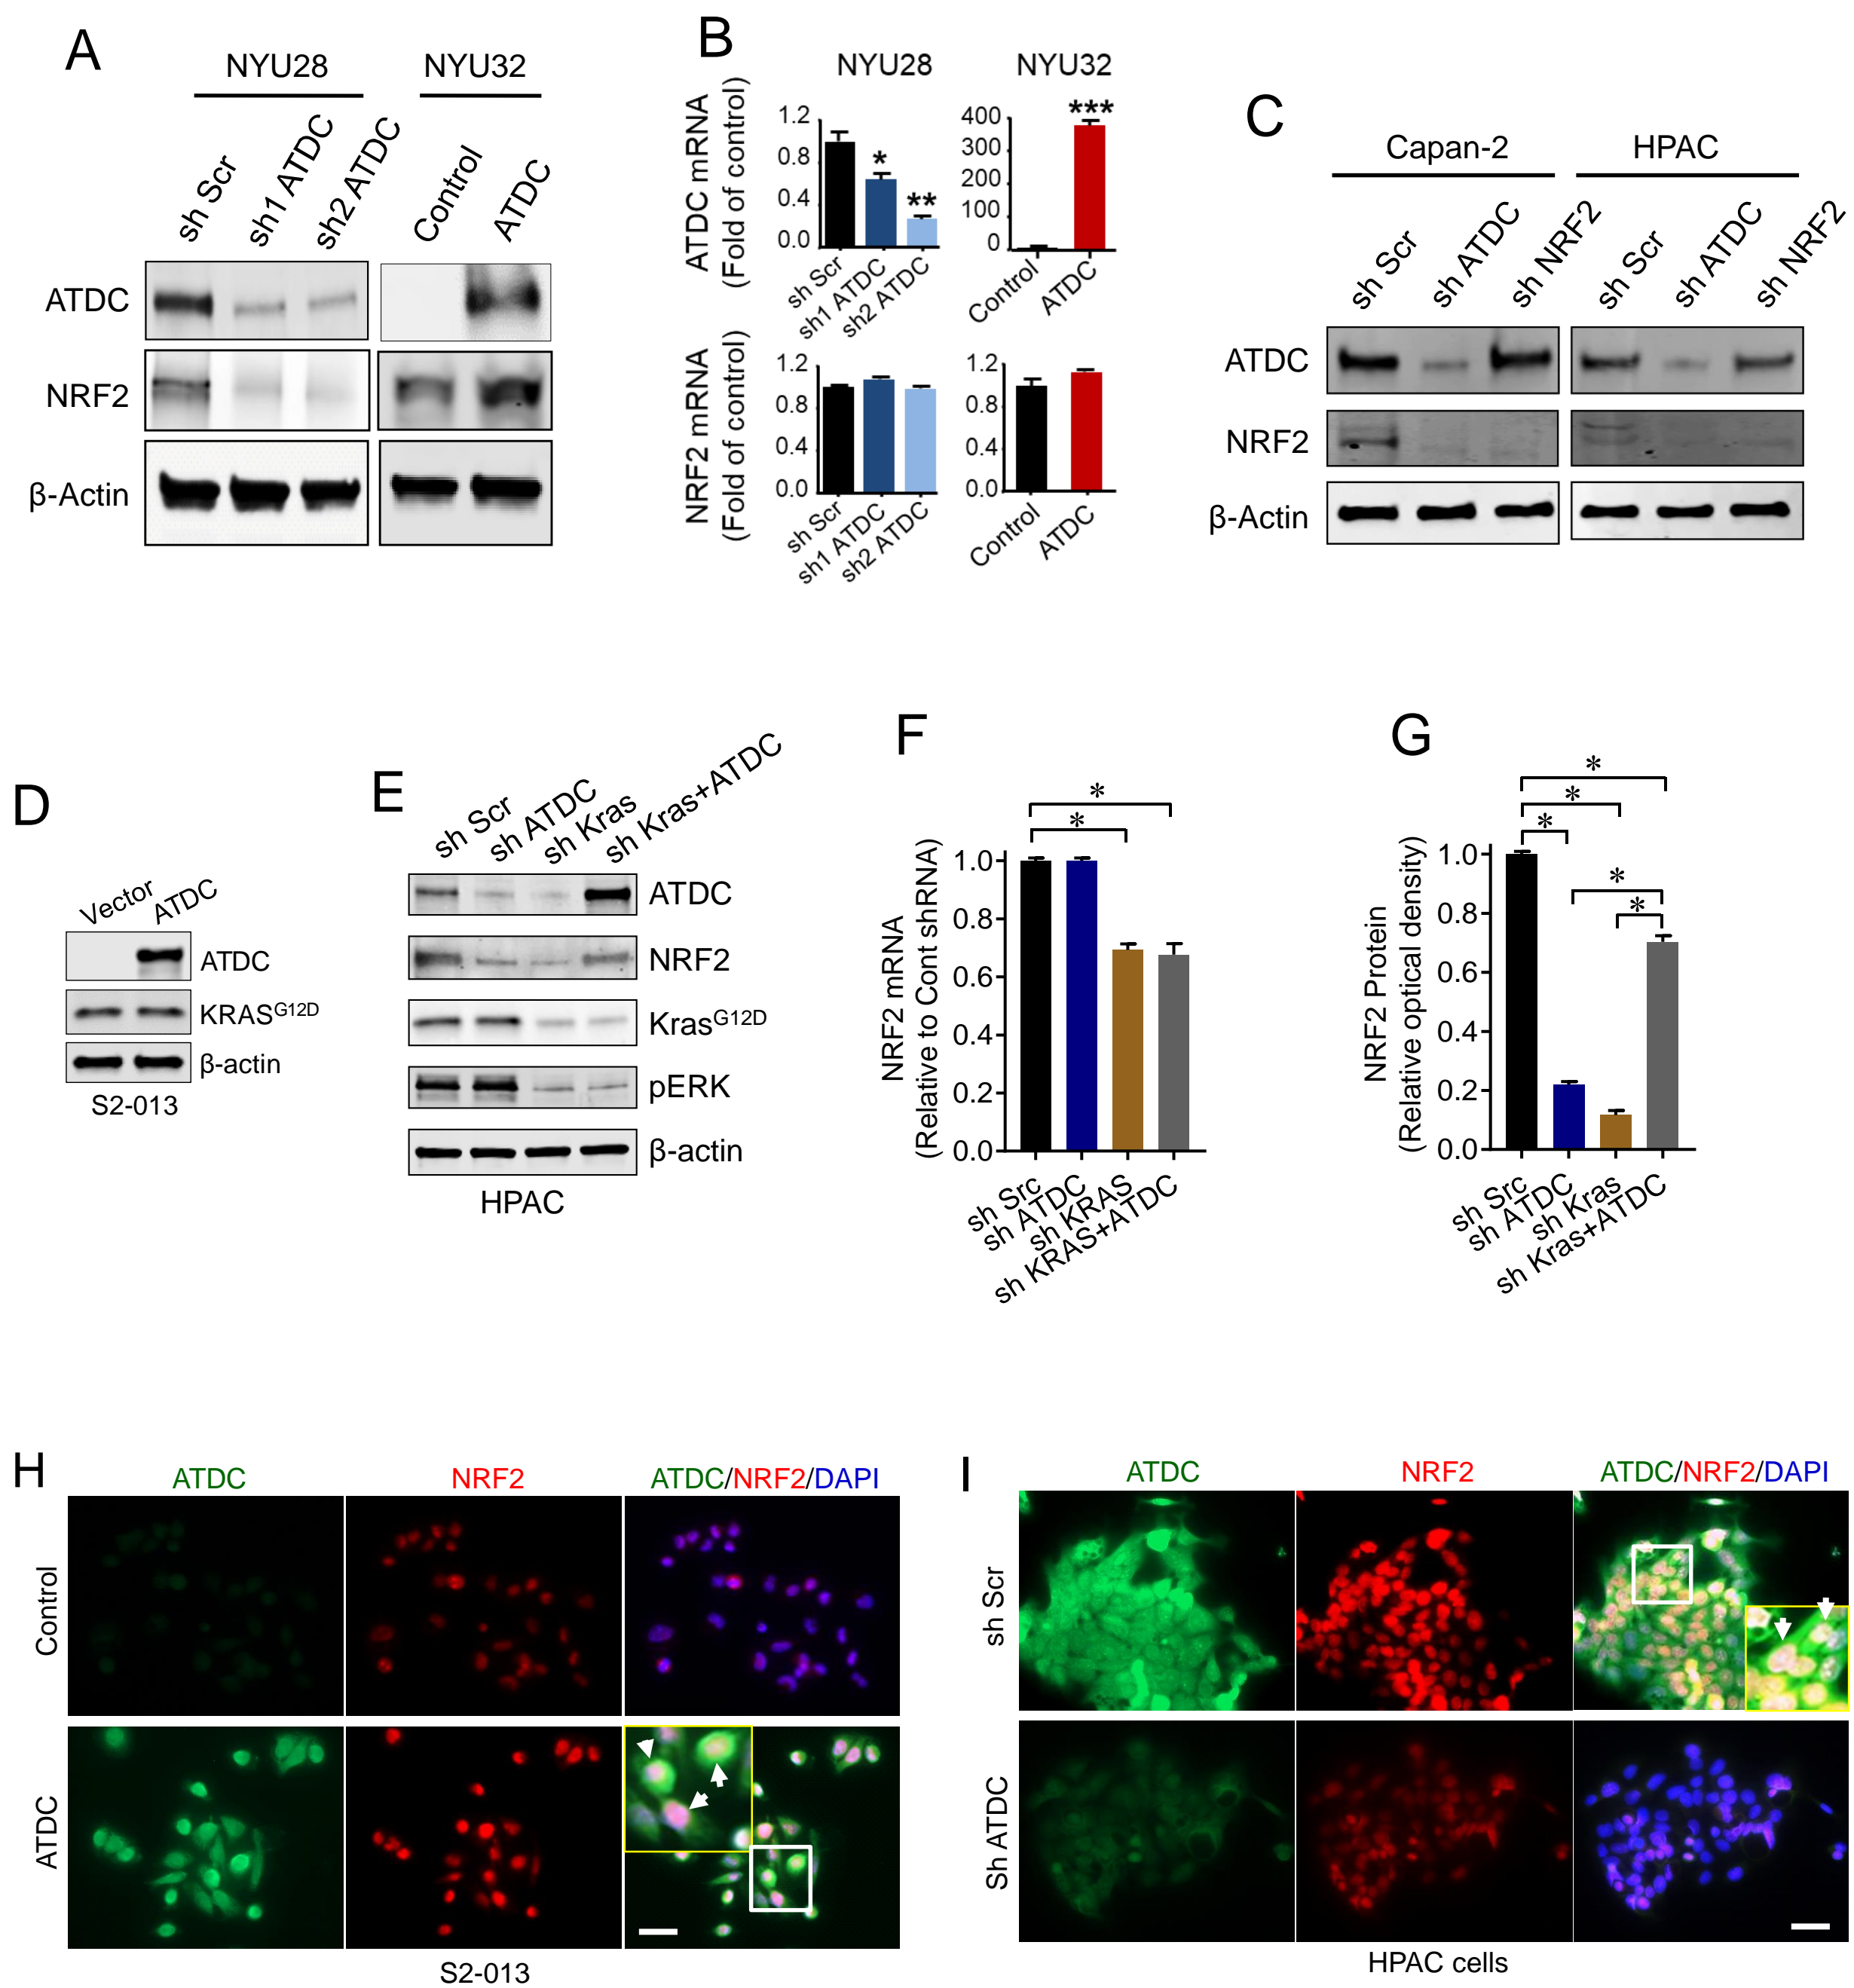 A
NYU28
NYU32
sh Scr
sh1 ATDC
sh2 ATDC
Control
ATDC
ATDC
NRF2
β-Actin
B
NYU28
NYU32
ATDC mRNA
(Fold of control)
1.2
0.8
0.4
0.0
*
**
sh Scr
sh1 ATDC
sh2 ATDC
400
300
200
100
0
***
Control
ATDC
NRF2 mRNA
(Fold of control)
1.2
0.8
0.4
0.0
sh Scr
sh1 ATDC
sh2 ATDC
1.2
0.8
0.4
0.0
Control
ATDC
C
Capan-2
HPAC
sh Scr
sh ATDC
sh NRF2
sh Scr
sh ATDC
sh NRF2
ATDC
NRF2
β-Actin
D
Vector
ATDC
ATDC
KRASG12D
β-actin
S2-013
E
sh Scr
sh ATDC
sh Kras
sh Kras+ATDC
ATDC
NRF2
KrasG12D
pERK
β-actin
HPAC
F
NRF2 mRNA
(Relative to Cont shRNA)
1.0
0.8
0.6
0.4
0.2
0.0
*
*
sh Src
sh ATDC
sh KRAS
sh KRAS+ATDC
G
NRF2 Protein
(Relative optical density)
1.0
0.8
0.6
0.4
0.2
0.0
*
*
*
*
*
sh Src
sh ATDC
sh Kras
sh Kras+ATDC
H
ATDC
NRF2
ATDC/NRF2/DAPI
Control
ATDC
S2-013
I
ATDC
NRF2
ATDC/NRF2/DAPI
sh Scr
Sh ATDC
HPAC cells